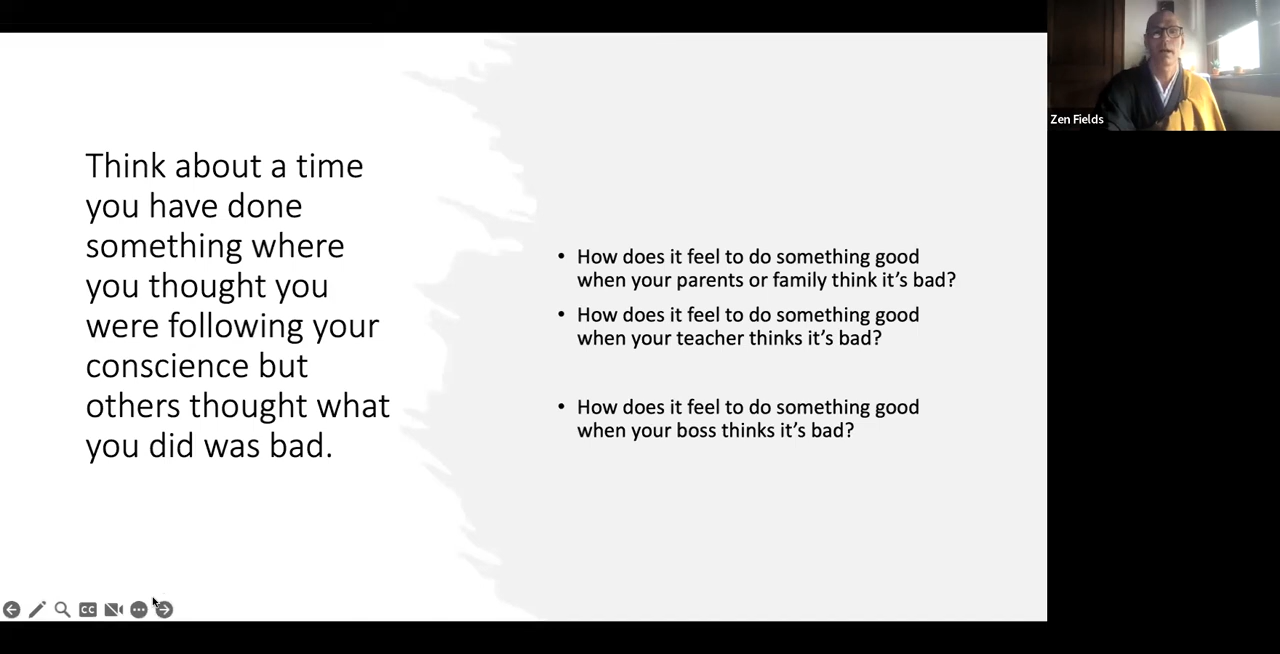 Think about a time
you have done
something where
you thought you
were following your
conscience but
others thought what
you did was bad.
• How does it feel to do something good
when your parents or family think it's bad?
• How does it feel to do something good
when your teacher thinks it's bad?
• How does it feel to do something good
when your boss thinks it's bad?
Zen Fields
CC